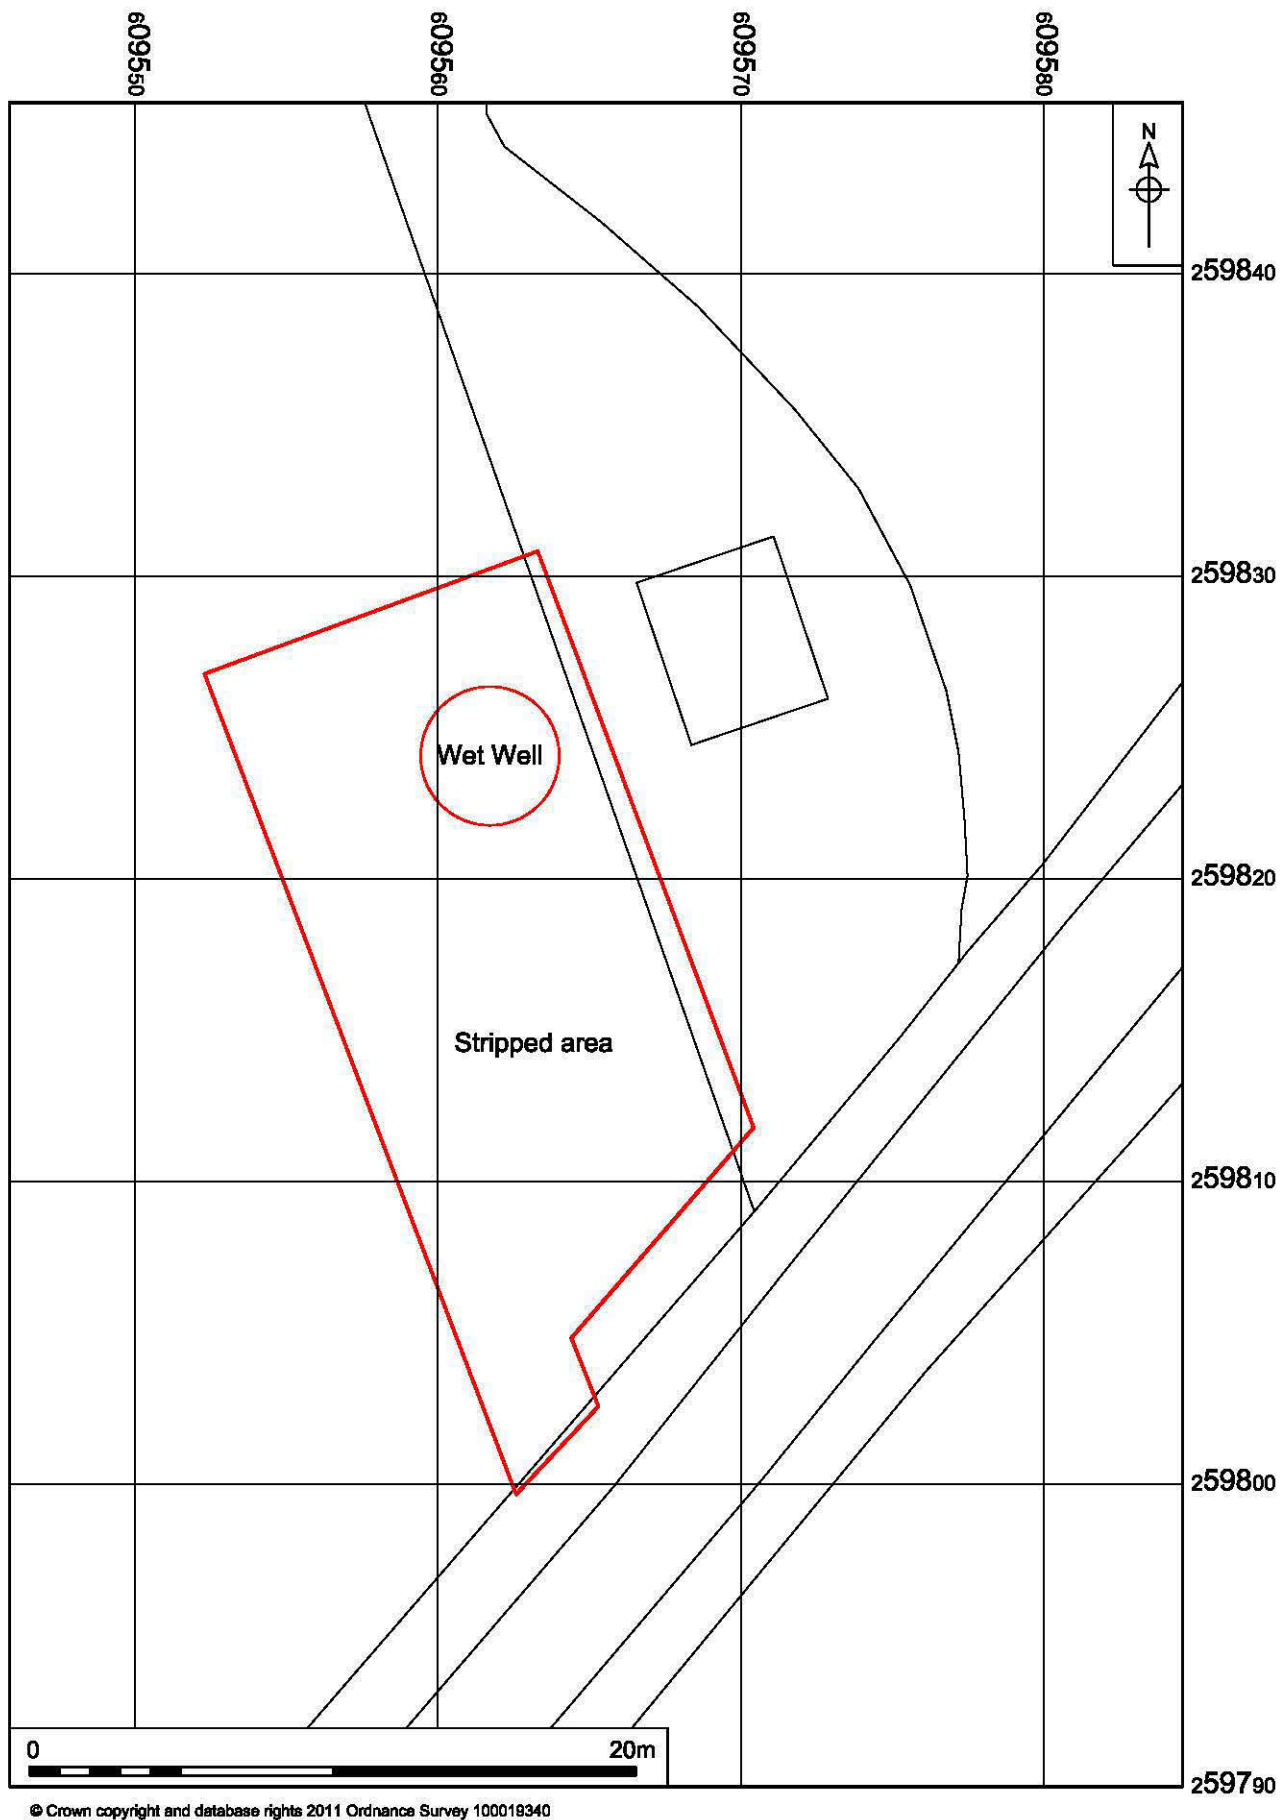 609550
609560
609570
609580
N
259840
259830
Wet Well
259820
Stripped area
259810
259800
0 20m
259790
© Crown copyright and database rights 2011 Ordnance Survey 100019340